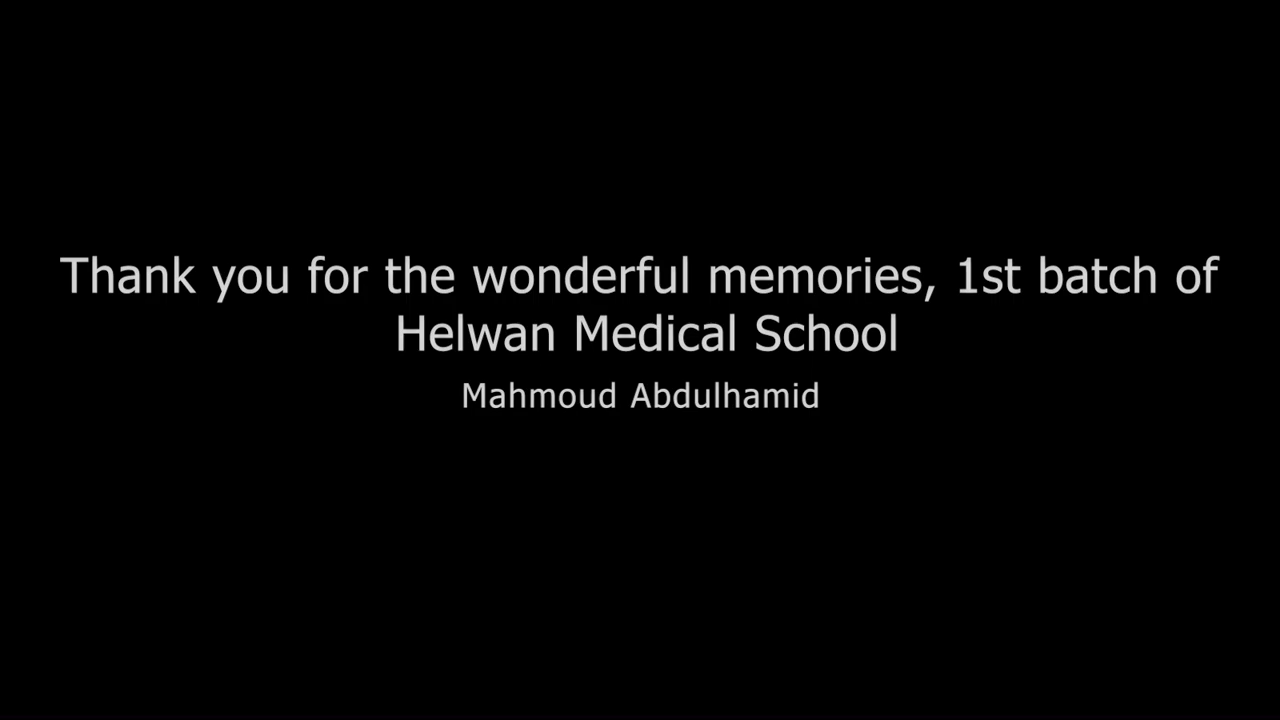 Thank you for the wonderful memories, 1st batch of
Helwan Medical School
Mahmoud Abdulhamid